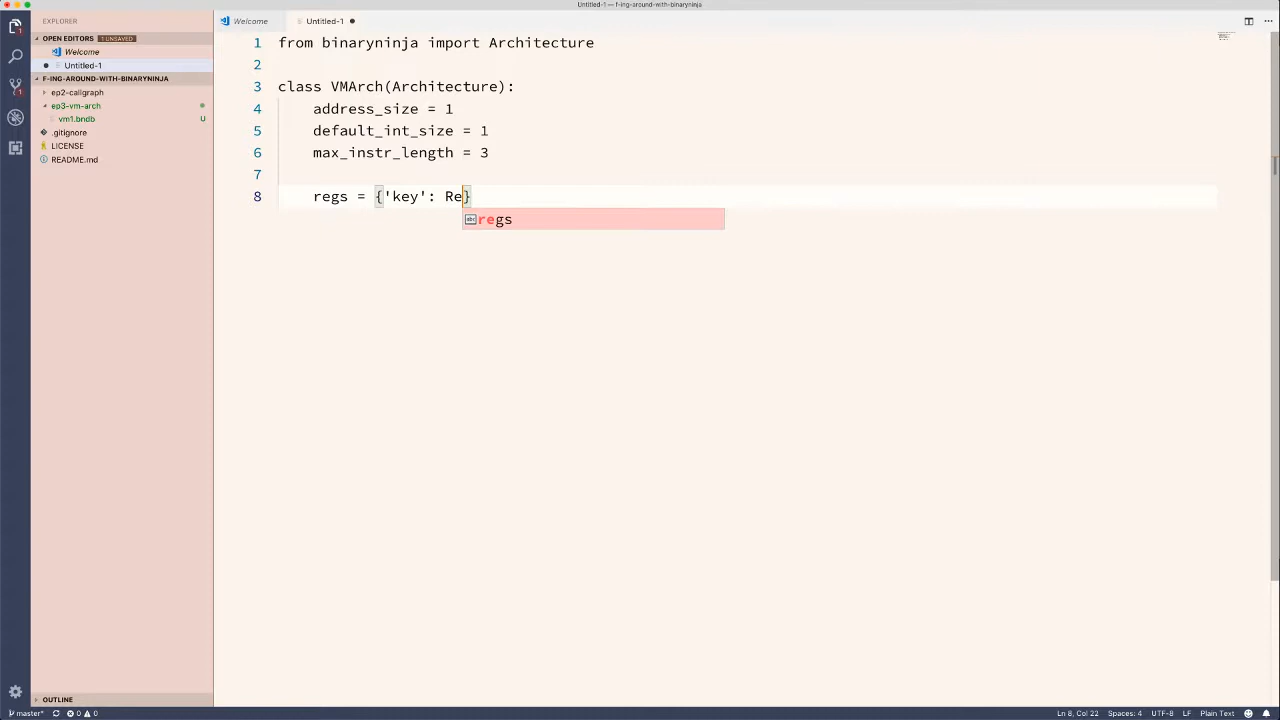 Untitled-1 — f-ing-around-with-binaryninja
EXPLORER
OPEN EDITORS 1 UNSAVED
Welcome
Untitled-1
F-ING-AROUND-WITH-BINARYNINJA
ep2-callgraph
ep3-vm-arch
vm1.bndb U
.gitignore
LICENSE
README.md
OUTLINE
Welcome Untitled-1
1 from binaryninja import Architecture
2
3 class VMArch(Architecture):
4 address_size = 1
5 default_int_size = 1
6 max_instr_length = 3
7
8 regs = {'key': Re}
abc regs
master* 0 0 Ln 8, Col 22 Spaces: 4 UTF-8 LF Plain Text